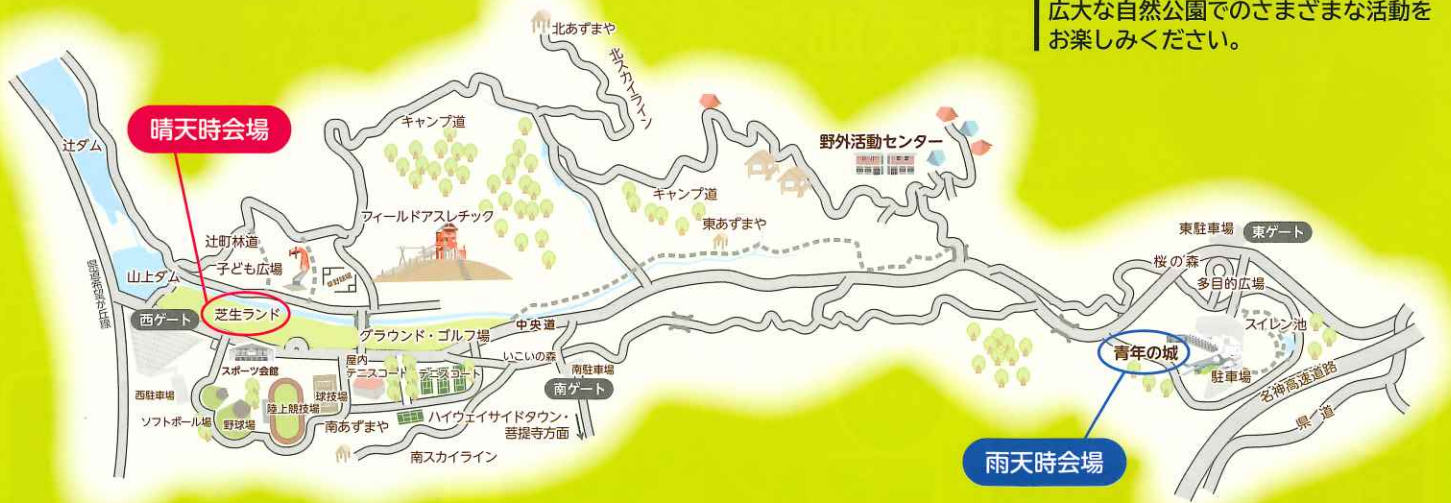 広大な自然公園でのさまざまな活動を
お楽しみください。
北あずまや
北スカイライン
晴天時会場
辻ダム
キャンプ道
野外活動センター
キャンプ道
フィールドアスレチック
東あずまや
東駐車場
東ゲート
辻町林道
子ども広場
桜の森
山上ダム
多目的広場
県道希望が丘線
芝生ランド
西ゲート
中央道
スイレン池
グラウンド・ゴルフ場
青年の城
スポーツ会館
屋内
テニスコート
テニスコート
いこいの森
南駐車場
南ゲート
駐車場
名神高速道路
西駐車場
球技場
陸上競技場
ソフトボール場
野球場
南あずまや
ハイウェイサイドタウン・
菩提寺方面
県道
南スカイライン
雨天時会場